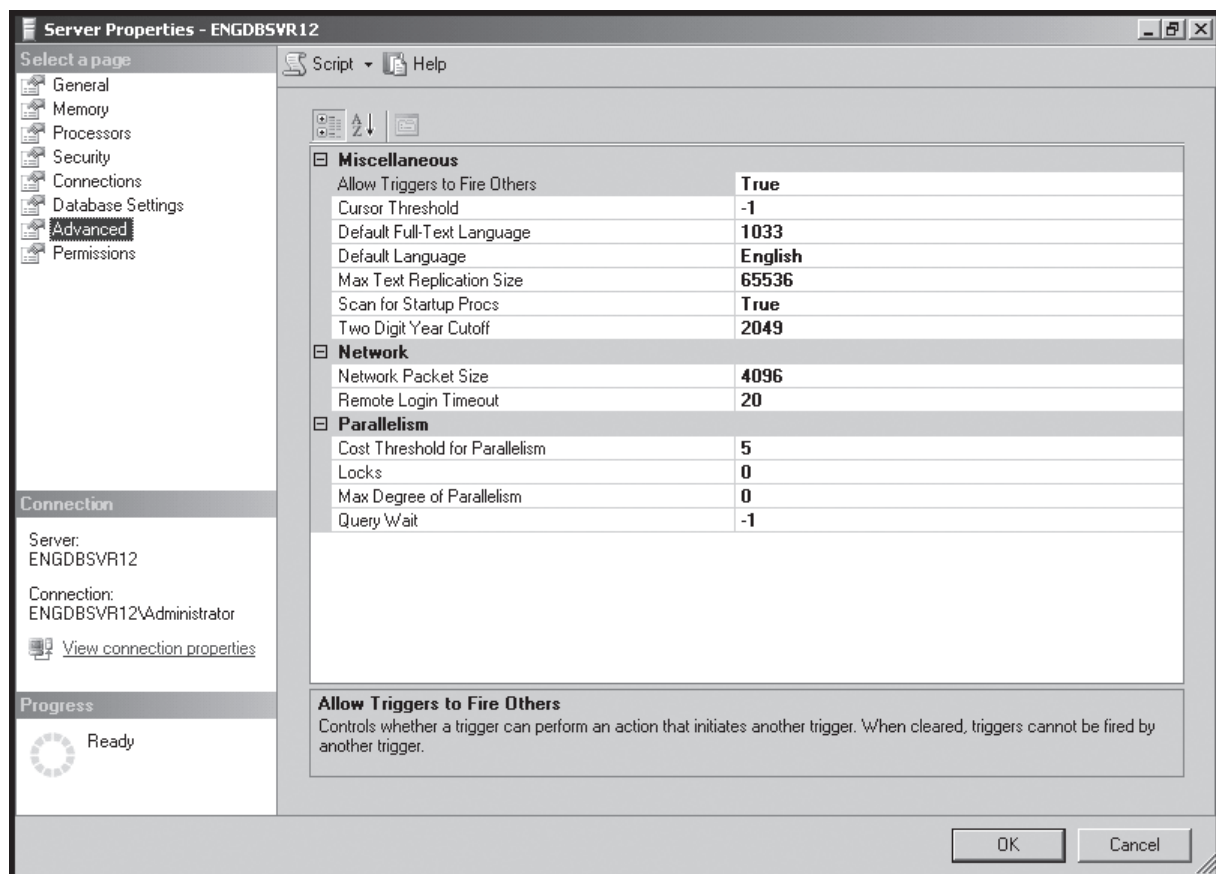 Server Properties - ENGDBSVR12
Select a page
General
Memory
Processors
Security
Connections
Database Settings
Advanced
Permissions
Script Help
Miscellaneous
Allow Triggers to Fire Others True
Cursor Threshold -1
Default Full-Text Language 1033
Default Language English
Max Text Replication Size 65536
Scan for Startup Procs True
Two Digit Year Cutoff 2049
Network
Network Packet Size 4096
Remote Login Timeout 20
Parallelism
Cost Threshold for Parallelism 5
Locks 0
Max Degree of Parallelism 0
Query Wait -1
Connection
Server:
ENGDBSVR12
Connection:
ENGDBSVR12\Administrator
View connection properties
Progress
Ready
Allow Triggers to Fire Others
Controls whether a trigger can perform an action that initiates another trigger. When cleared, triggers cannot be fired by
another trigger.
OK Cancel